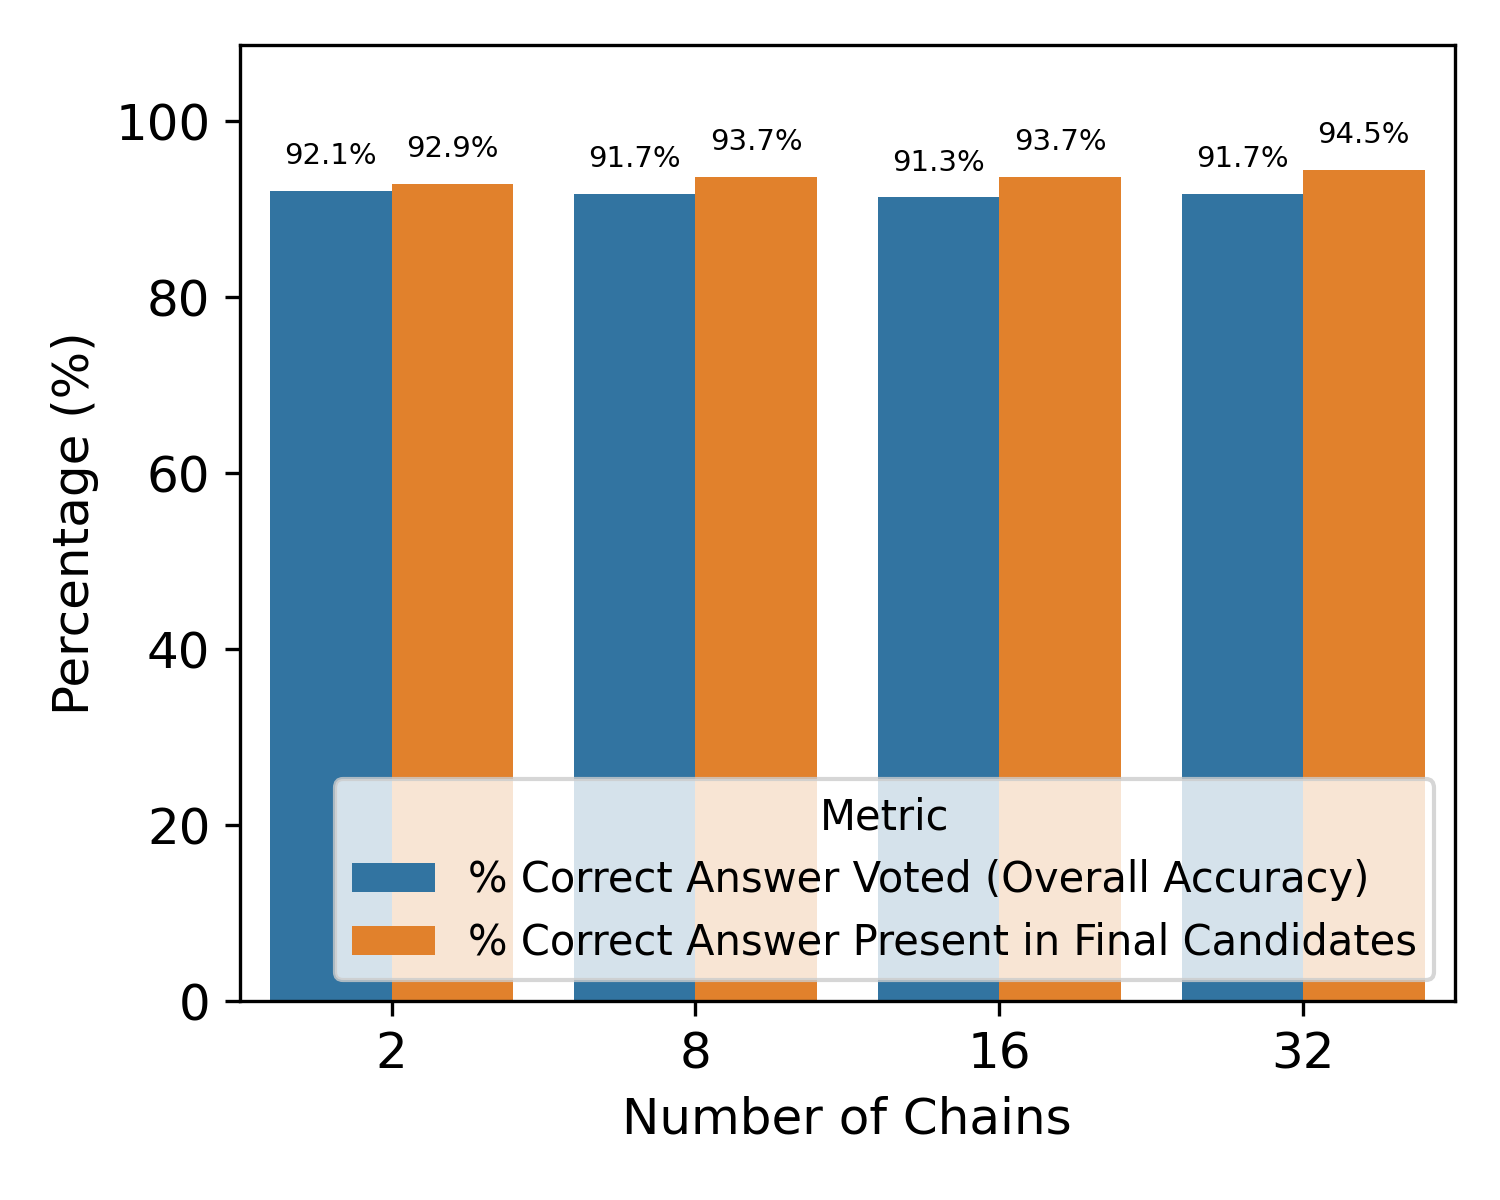 100
80
60
40
20
0
Percentage (%)
92.1% 92.9% 91.7% 93.7% 91.3% 93.7% 91.7% 94.5%
Metric
% Correct Answer Voted (Overall Accuracy)
% Correct Answer Present in Final Candidates
2 8 16 32
Number of Chains